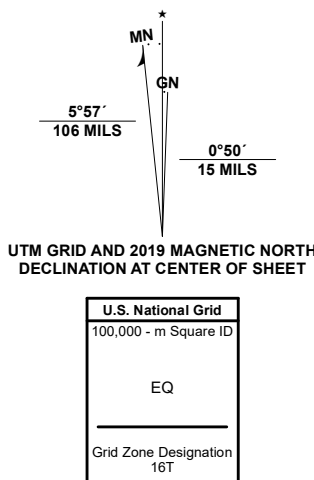 ★
MN
GN
5°57´
106 MILS
0°50´
15 MILS
UTM GRID AND 2019 MAGNETIC NORTH
DECLINATION AT CENTER OF SHEET
U.S. National Grid
100,000 - m Square ID
EQ
Grid Zone Designation
16T